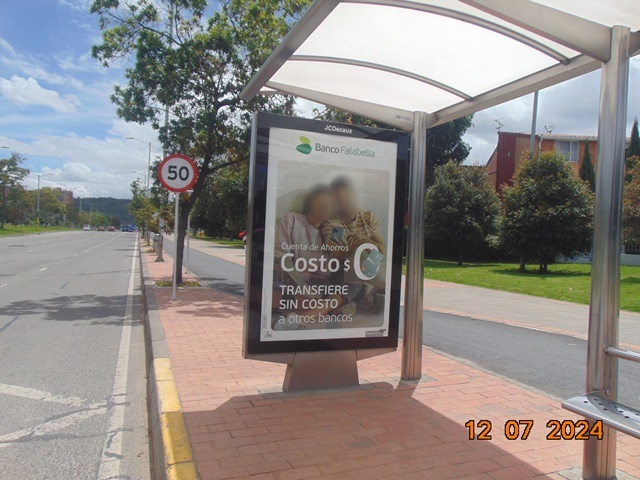 JCDecaux
Banco Falabella
50
Cuenta de Ahorros
Costo $0
TRANSFIERE
SIN COSTO
a otros bancos
12 07 2024